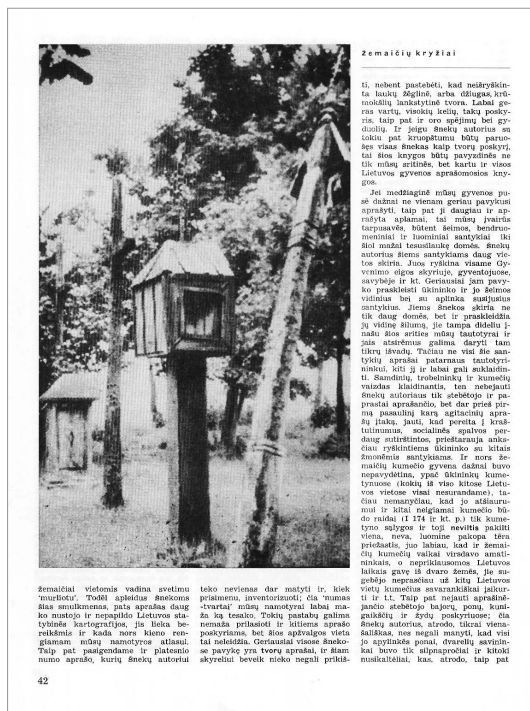 Žemaičių kryžiai
ti, nebent pastebėti, kad neišryškin-
ta laukų žėglinė, arba džiugas, krū-
mokšlių lankstytinė tvora. Labai ge-
ras vartų, visokių kelių, takų posky-
ris, taip pat ir oro spėjimų bei gy-
duolių. Ir jeigu Šnekų autorius su
tokiu pat kruopštumu būtų paruo-
šęs visas šnekas kaip tvorų poskyrį,
tai šios knygos būtų pavyzdinės ne
tik mūsų sritinės, bet kartu ir visos
Lietuvos gyvenos aprašomosios kny-
gos.
Jei medžiaginė mūsų gyvenos pu-
sė dažnai ne vienam geriau pavykusi
aprašyti, taip pat ji daugiau ir ap-
rašyta aplamai, tai mūsų įvairūs
tarpusavės, būtent šeimos, bendruo-
meniniai ir luominiai santykiai iki
šiol mažai tesusilaukę domės. Šnekų
autorius šiems santykiams daug vie-
tos skiria. Juos ryškina visame Gy-
venimo eigos skyriuje, gyventojuose,
savybėje ir kt. Geriausiai jam pavy-
ko praskleisti ūkininko ir jo šeimos
vidinius bei su aplinka susijusius
santykius. Jiems šnekos skiria ne
tik daug domės, bet ir praskleidžia
jų vidinę šilumą, jie tampa dideliu į-
našu šios srities mūsų tautotyrai ir
jais atsirėmus galima daryti tam
tikrų išvadų. Tačiau ne visi šie san-
tykių aprašai patarnaus tautotyri-
ninkui, kiti jį ir labai gali suklaidin-
ti. Samdinių, trobelninkų ir kumečių
vaizdas klaidinantis, ten nebejauti
Šnekų autoriaus tik stebėtojo ir pa-
prastai aprašančio, bet dar prieš pir-
mą pasaulinį karą agitacinių apra-
šų įtaką, jauti, kad pereita į kraš-
tutinumus, socialinės spalvos per-
daug sutirštintos, prieštarauja anks-
čiau ryškintiems ūkininko su kitais
žmonėmis santykiams. Ir nors že-
maičių kumečio gyvena dažnai buvo
nepavydėtina, ypač ūkininkų kume-
tynuose (kokių iš viso kitose Lietu-
vos vietose visai nesurandame), ta-
čiau nemanyčiau, kad jo atšiauru-
mui ir kitai neigiamai kumečio bū-
do raidai (I 174 ir kt. p.) tik kume-
tyno sąlygos ir toji neviltis pakilti
viena, neva, luomine pakopa tėra
priežastis, juo labiau, kad ir žemai-
čių kumečių vaikai virsdavo amati-
ninkais, o nepriklausomos Lietuvos
laikais gavę iš dvaro žemės, jie su-
gebėjo neprasčiau už kitų Lietuvos
vietų kumečius savarankiškai įsikur-
ti ir t.t. Taip pat nejauti aprašinė-
jančio stebėtojo bajorų, ponų, kuni-
gaikščių ir žydų poskyriuose; čia
Šnekų autorius, atrodo, tikrai viena-
šališkas, nes negali manyti, kad visi
jo apylinkės ponai, dvarelių savinin-
kai buvo tik silpnapročiai ir kitoki
nusikaltėliai, kas, atrodo, taip pat
žemaičiai vietomis vadina svetimu
'murliotu'. Todėl apleidus šnekoms
šias smulkmenas, pats aprašas daug
ko nustojo ir nepapildo Lietuvos sta-
tybinės kartografijos, jis lieka be-
reikšmis ir kada nors kieno ren-
giamam mūsų namotyros atlasui.
Taip pat pasigendame ir platesnio
numo aprašo, kurių Šnekų autoriui
teko nevienas dar matyti ir, kiek
prisimenu, inventorizuoti; čia 'numas
-tvartaj' mūsų namotyrai labai ma-
ža ką tesako. Tokių pastabų galima
nemaža prilasioti ir kitiems aprašo
poskyriams, bet šios apžvalgos vieta
tai neleidžia. Geriausiai visose šneko-
se pavykę yra tvorų aprašai, ir šiam
skyreliui beveik nieko negali prikiš-
42